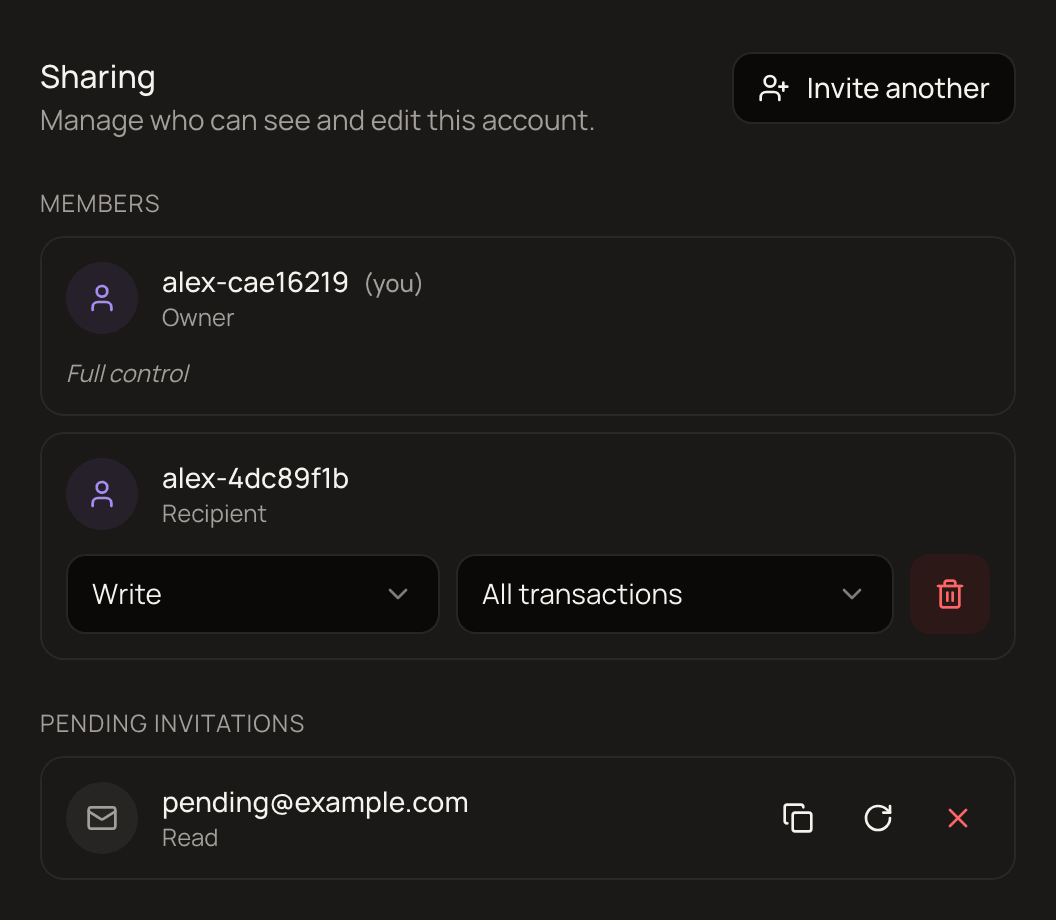 Sharing
Invite another
Manage who can see and edit this account.
MEMBERS
alex-cae16219 (you)
Owner
Full control
alex-4dc89f1b
Recipient
Write
All transactions
PENDING INVITATIONS
pending@example.com
Read